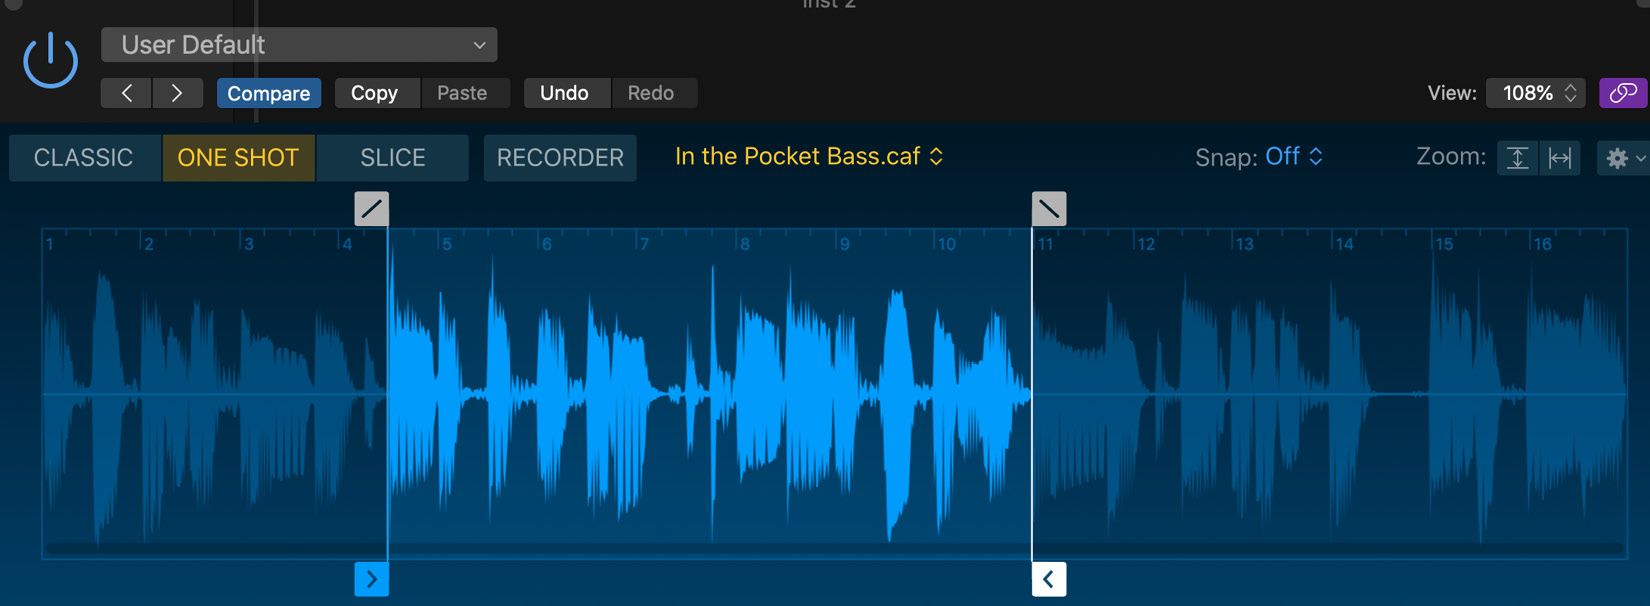 Inst 2
User Default
Compare Copy Paste Undo Redo View: 108%
CLASSIC ONE SHOT SLICE RECORDER In the Pocket Bass.caf Snap: Off Zoom:
1 2 3 4 5 6 7 8 9 10 11 12 13 14 15 16